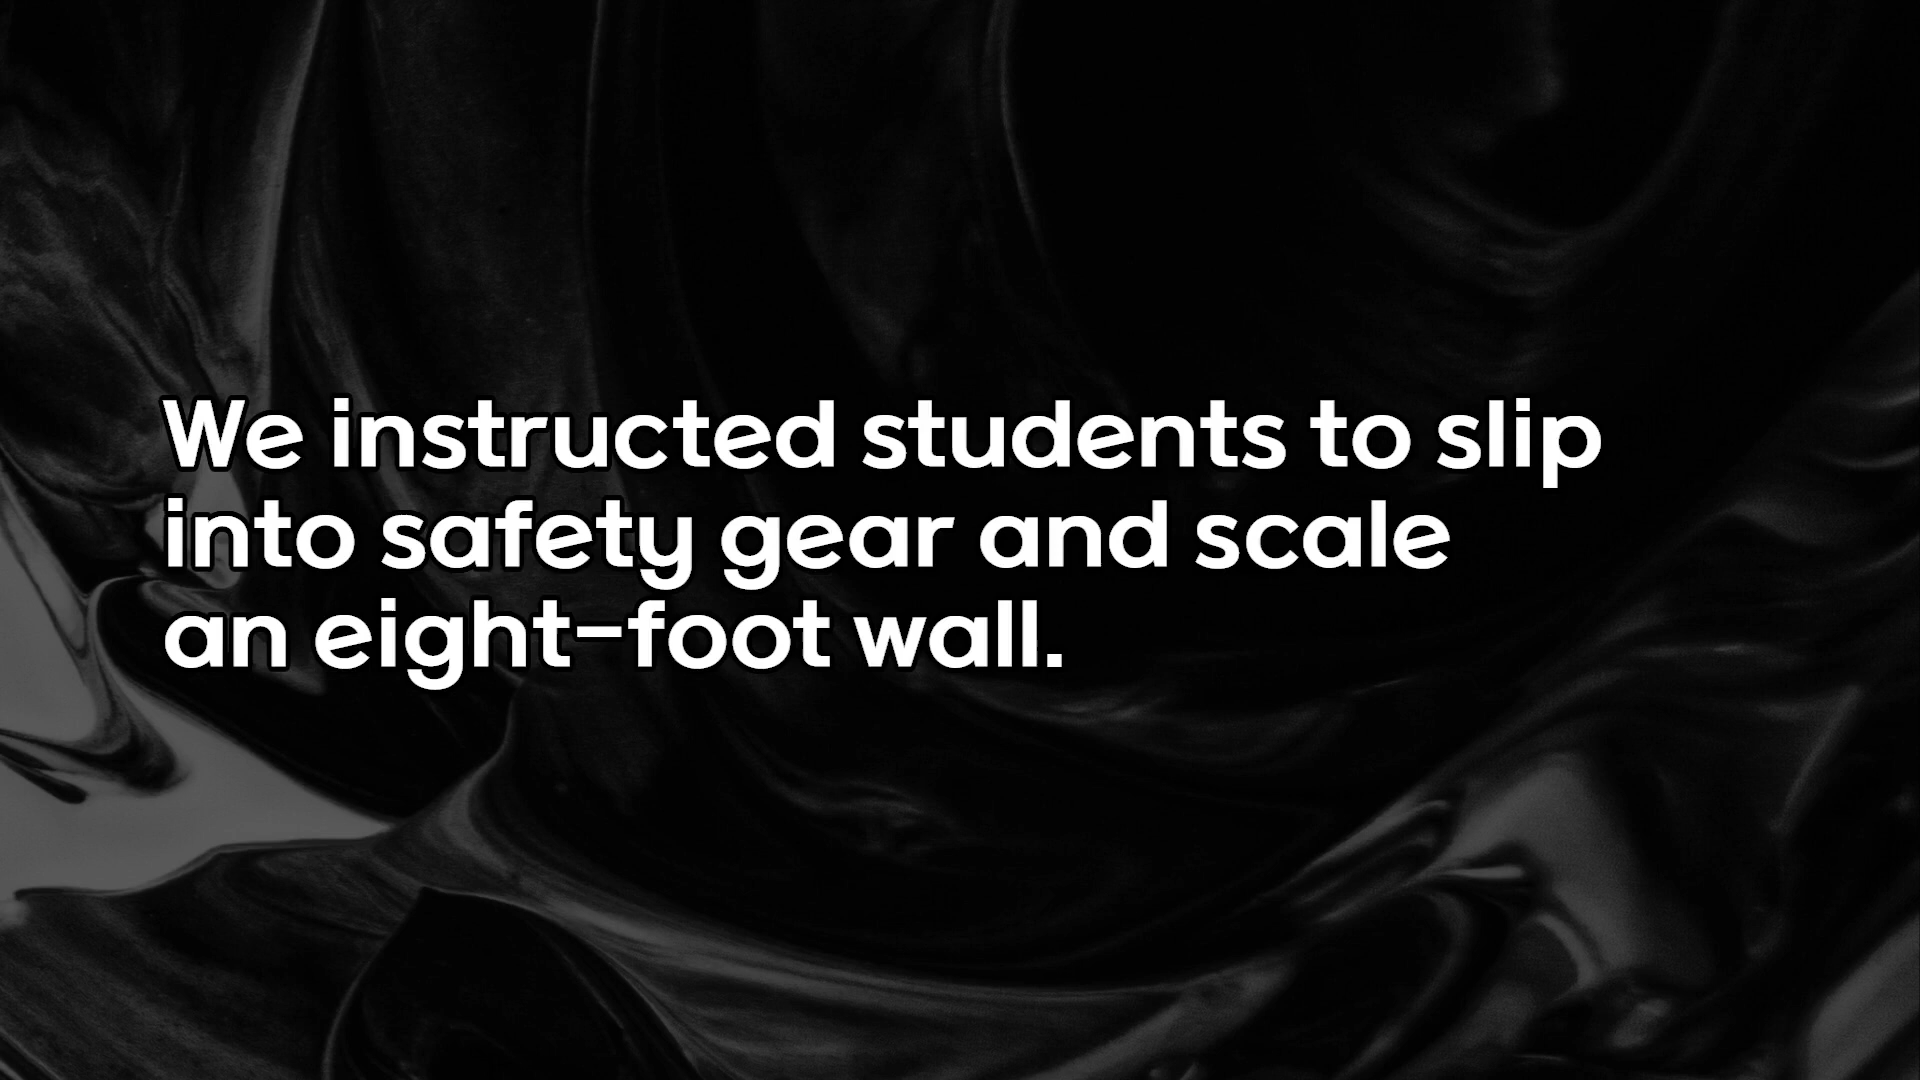 We instructed students to slip
into safety gear and scale
an eight-foot wall.